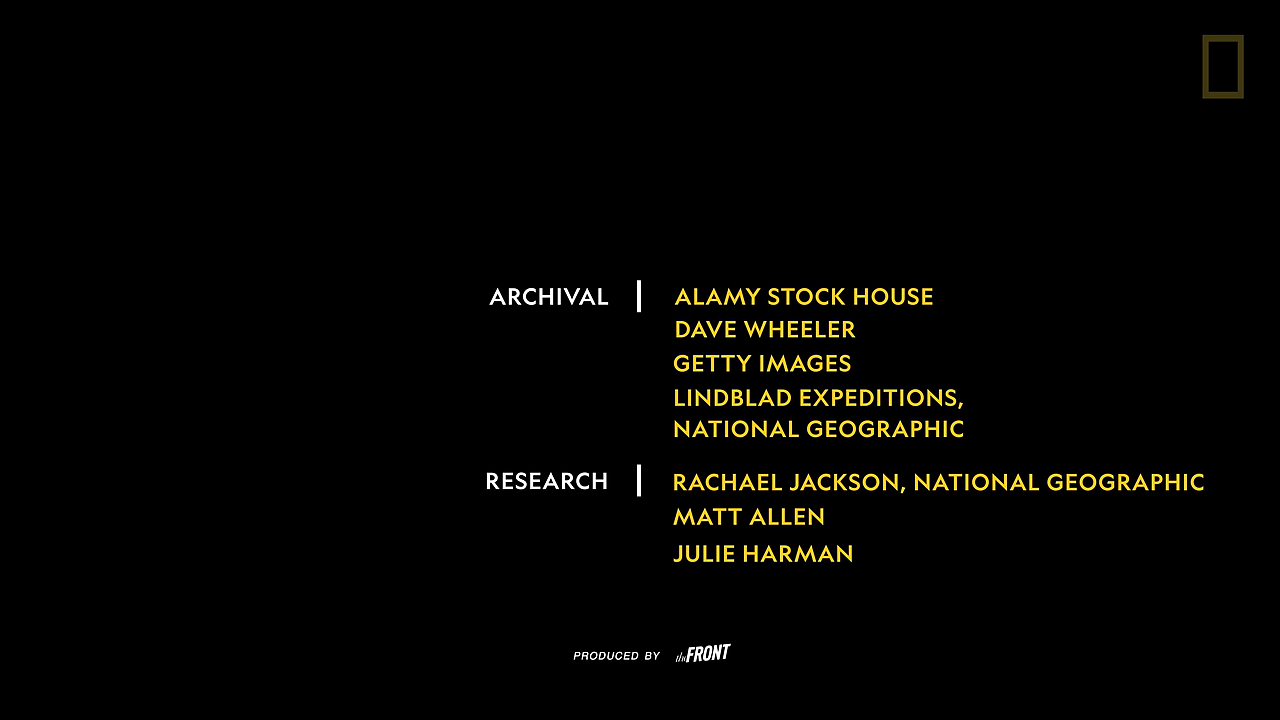 ARCHIVAL | ALAMY STOCK HOUSE
DAVE WHEELER
GETTY IMAGES
LINDBLAD EXPEDITIONS,
NATIONAL GEOGRAPHIC
RESEARCH | RACHAEL JACKSON, NATIONAL GEOGRAPHIC
MATT ALLEN
JULIE HARMAN
PRODUCED BY the FRONT